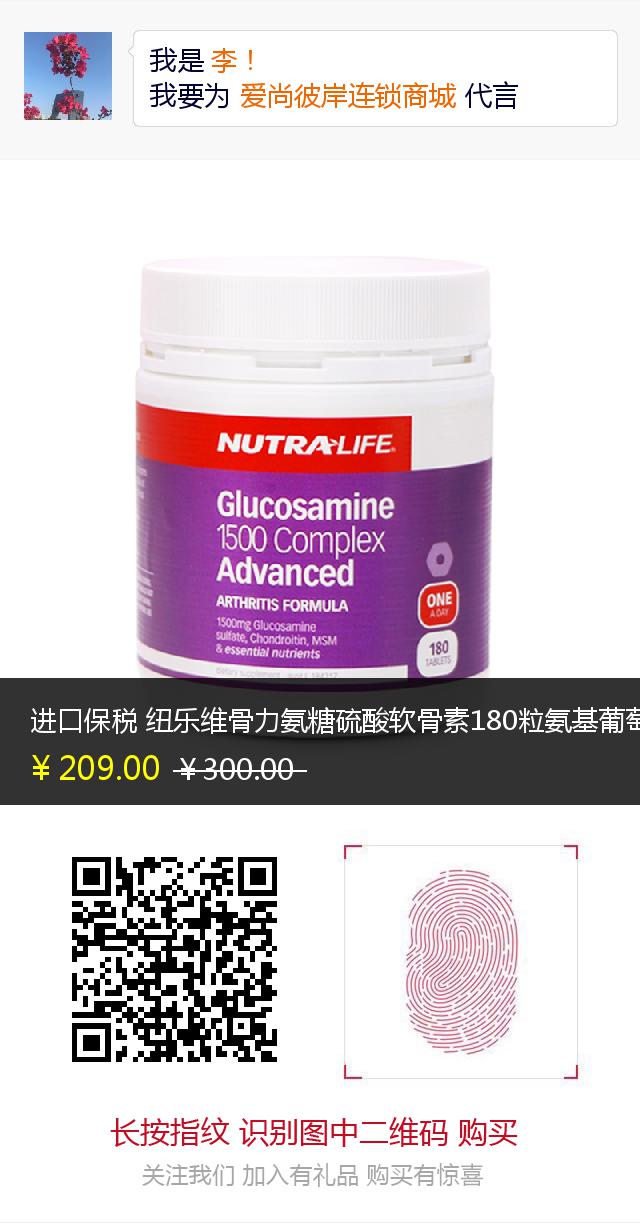 我是 李！
我要为 爱尚彼岸连锁商城 代言
NUTRA-LIFE
Glucosamine
1500 Complex
Advanced
ARTHRITIS FORMULA
1500mg Glucosamine
sulfate, Chondroitin, MSM
& essential nutrients
ONE
A DAY
180
TABLETS
进口保税 纽乐维骨力氨糖硫酸软骨素180粒氨基葡萄
¥ 209.00 ¥ 300.00
长按指纹 识别图中二维码 购买
关注我们 加入有礼品 购买有惊喜